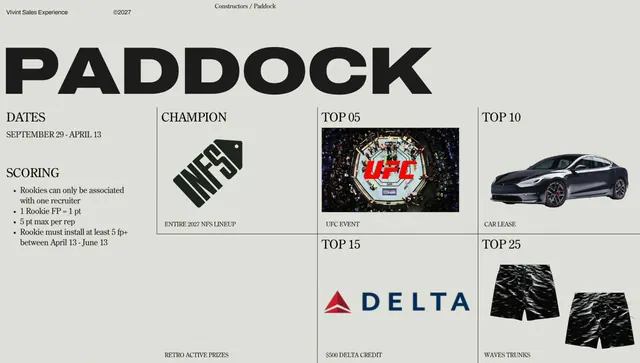 Vivint Sales Experience
©2027
Constructors / Paddock
PADDOCK
DATES
SEPTEMBER 29 - APRIL 13
SCORING
• Rookies can only be associated
with one recruiter
• 1 Rookie FP = 1 pt
• 5 pt max per rep
• Rookie must install at least 5 fp+
between April 13 - June 13
CHAMPION
INFS
ENTIRE 2027 NFS LINEUP
TOP 05
UFC
UFC EVENT
TOP 10
CAR LEASE
RETRO ACTIVE PRIZES
TOP 15
DELTA
$500 DELTA CREDIT
TOP 25
WAVES TRUNKS